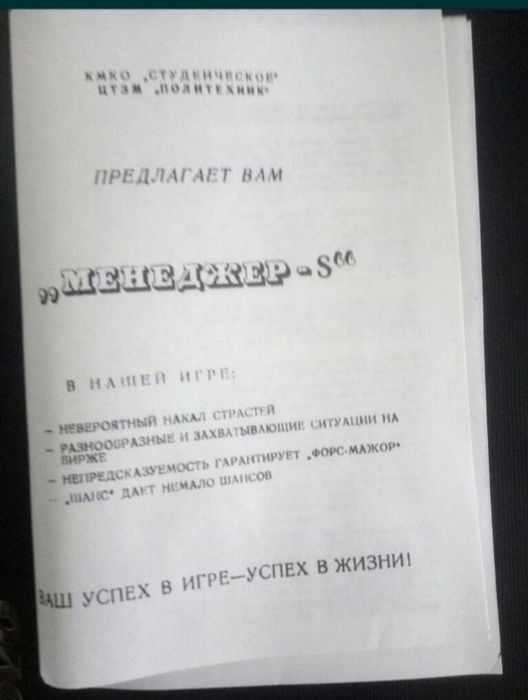 КМКО „СТУДЕНЧЕСКОЕ"
ЦТЗМ „ПОЛИТЕХНИК"
ПРЕДЛАГАЕТ ВАМ
„МЕНЕДЖЕР - S“
В НАШЕЙ ИГРЕ:
- НЕВЕРОЯТНЫЙ НАКАЛ СТРАСТЕЙ
- РАЗНООБРАЗНЫЕ И ЗАХВАТЫВАЮЩИЕ СИТУАЦИИ НА
БИРЖЕ
- НЕПРЕДСКАЗУЕМОСТЬ ГАРАНТИРУЕТ „ФОРС-МАЖОР"
- „ШАНС" ДАЕТ НЕМАЛО ШАНСОВ
ВАШ УСПЕХ В ИГРЕ—УСПЕХ В ЖИЗНИ!